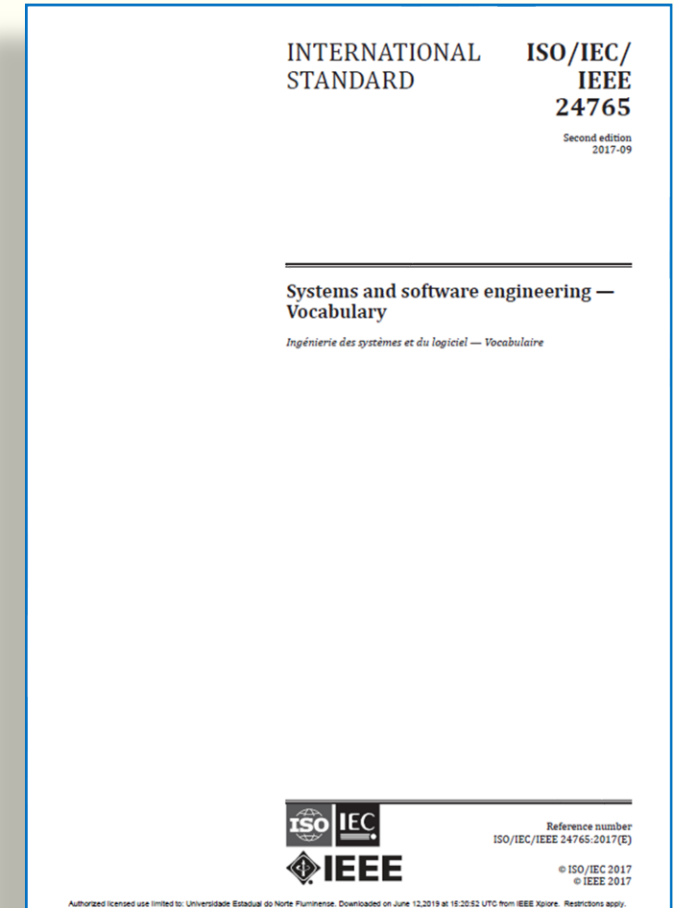 INTERNATIONAL
STANDARD
ISO/IEC/
IEEE
24765
Second edition
2017-09
Systems and software engineering —
Vocabulary
Ingénierie des systèmes et du logiciel — Vocabulaire
ISO IEC
IEEE
Reference number
ISO/IEC/IEEE 24765:2017(E)
© ISO/IEC 2017
© IEEE 2017
Authorized licensed use limited to: Universidade Estadual do Norte Fluminense. Downloaded on June 12,2019 at 15:20:52 UTC from IEEE Xplore. Restrictions apply.